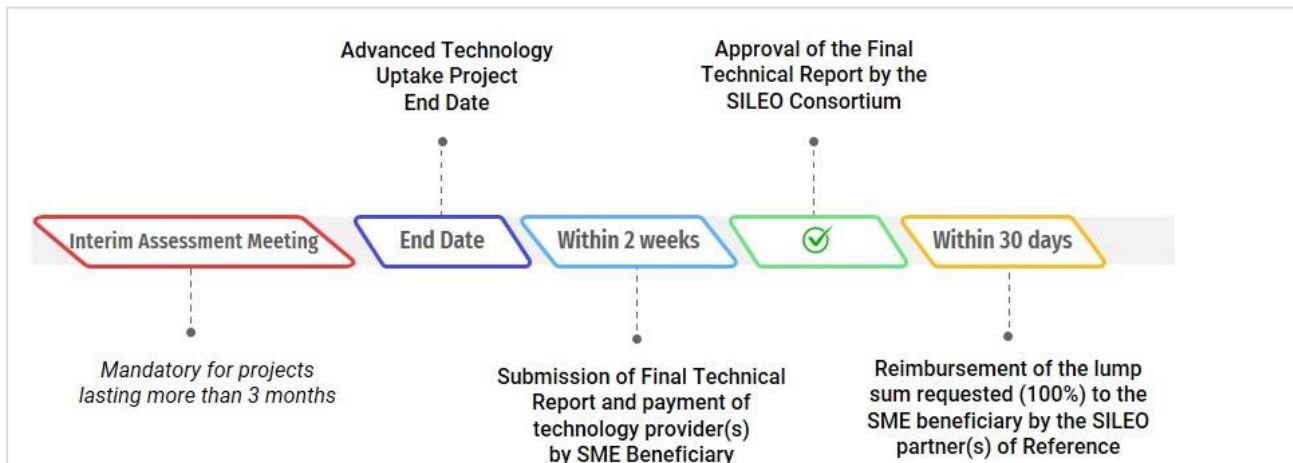 Advanced Technology
Uptake Project
End Date
Approval of the Final
Technical Report by the
SILEO Consortium
Interim Assessment Meeting
End Date
Within 2 weeks
Within 30 days
Mandatory for projects
lasting more than 3 months
Submission of Final Technical
Report and payment of
technology provider(s)
by SME Beneficiary
Reimbursement of the lump
sum requested (100%) to the
SME beneficiary by the SILEO
partner(s) of Reference